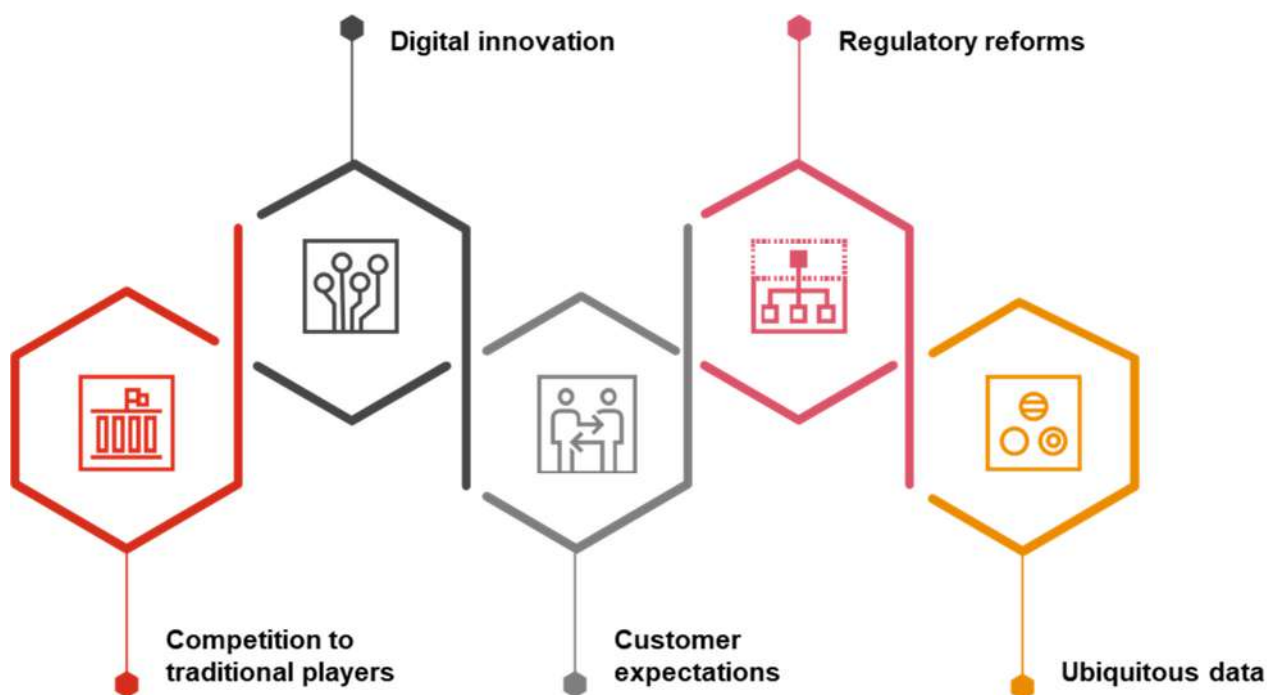 Digital innovation
Regulatory reforms
Competition to
traditional players
Customer
expectations
Ubiquitous data